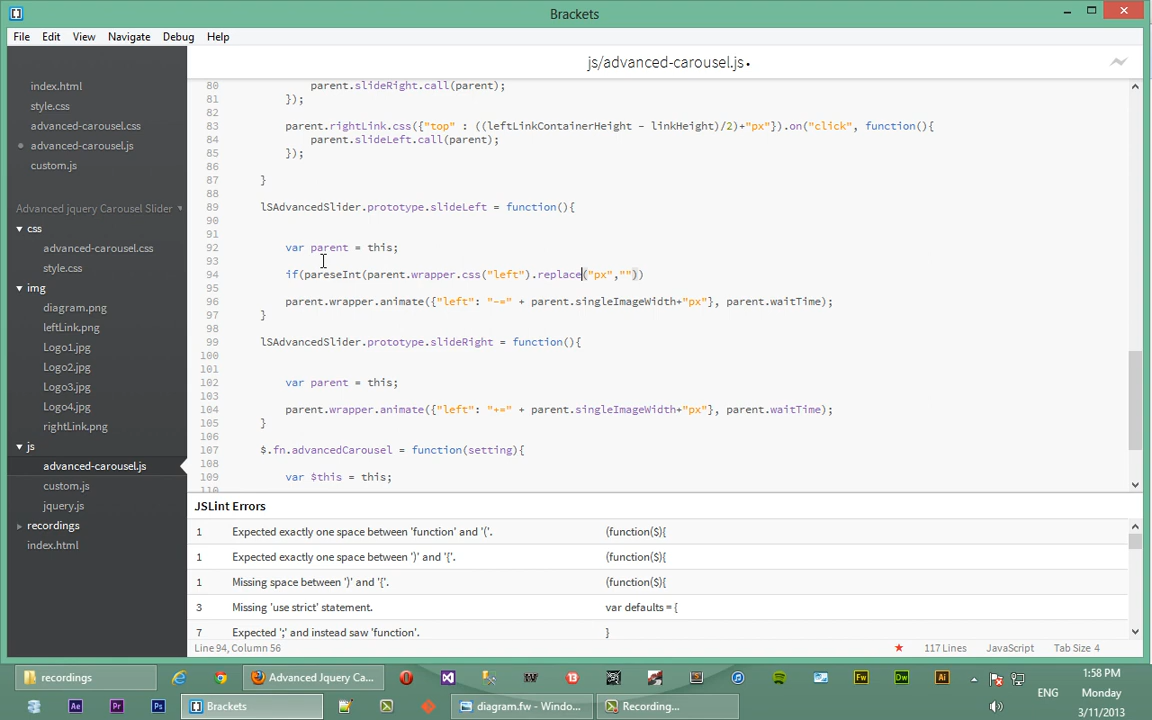 Brackets
File Edit View Navigate Debug Help
js/advanced-carousel.js •
index.html
style.css
advanced-carousel.css
advanced-carousel.js
custom.js
Advanced jquery Carousel Slider
css
advanced-carousel.css
style.css
img
diagram.png
leftLink.png
Logo1.jpg
Logo2.jpg
Logo3.jpg
Logo4.jpg
rightLink.png
js
advanced-carousel.js
custom.js
jquery.js
recordings
index.html
80 parent.slideRight.call(parent);
81 });
82
83 parent.rightLink.css({"top" : ((leftLinkContainerHeight - linkHeight)/2)+"px"}).on("click", function(){
84 parent.slideLeft.call(parent);
85 });
86
87 }
88
89 lSAdvancedSlider.prototype.slideLeft = function(){
90
91
92 var parent = this;
93
94 if(pareseInt(parent.wrapper.css("left").replace("px",""))
95
96 parent.wrapper.animate({"left": "-=" + parent.singleImageWidth+"px"}, parent.waitTime);
97 }
98
99 lSAdvancedSlider.prototype.slideRight = function(){
100
101
102 var parent = this;
103
104 parent.wrapper.animate({"left": "+=" + parent.singleImageWidth+"px"}, parent.waitTime);
105 }
106
107 $.fn.advancedCarousel = function(setting){
108
109 var $this = this;
110
JSLint Errors
1 Expected exactly one space between 'function' and '('. (function($){
1 Expected exactly one space between ')' and '{'. (function($){
1 Missing space between ')' and '{'. (function($){
3 Missing 'use strict' statement. var defaults = {
7 Expected ';' and instead saw 'function'. }
Line 94, Column 56 117 Lines JavaScript Tab Size 4
recordings Advanced Jquery Ca... 13 Fw Dw Ai
Brackets diagram.fw - Windo... Recording...
Ae Pr Ps
ENG
1:58 PM
Monday
3/11/2013